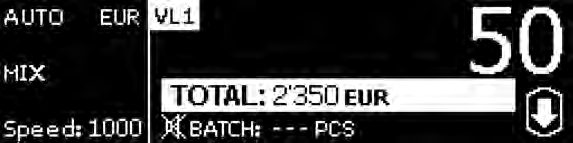 AUTO EUR VL1 50
MIX
TOTAL: 2'350 EUR
Speed: 1000 BATCH: --- PCS